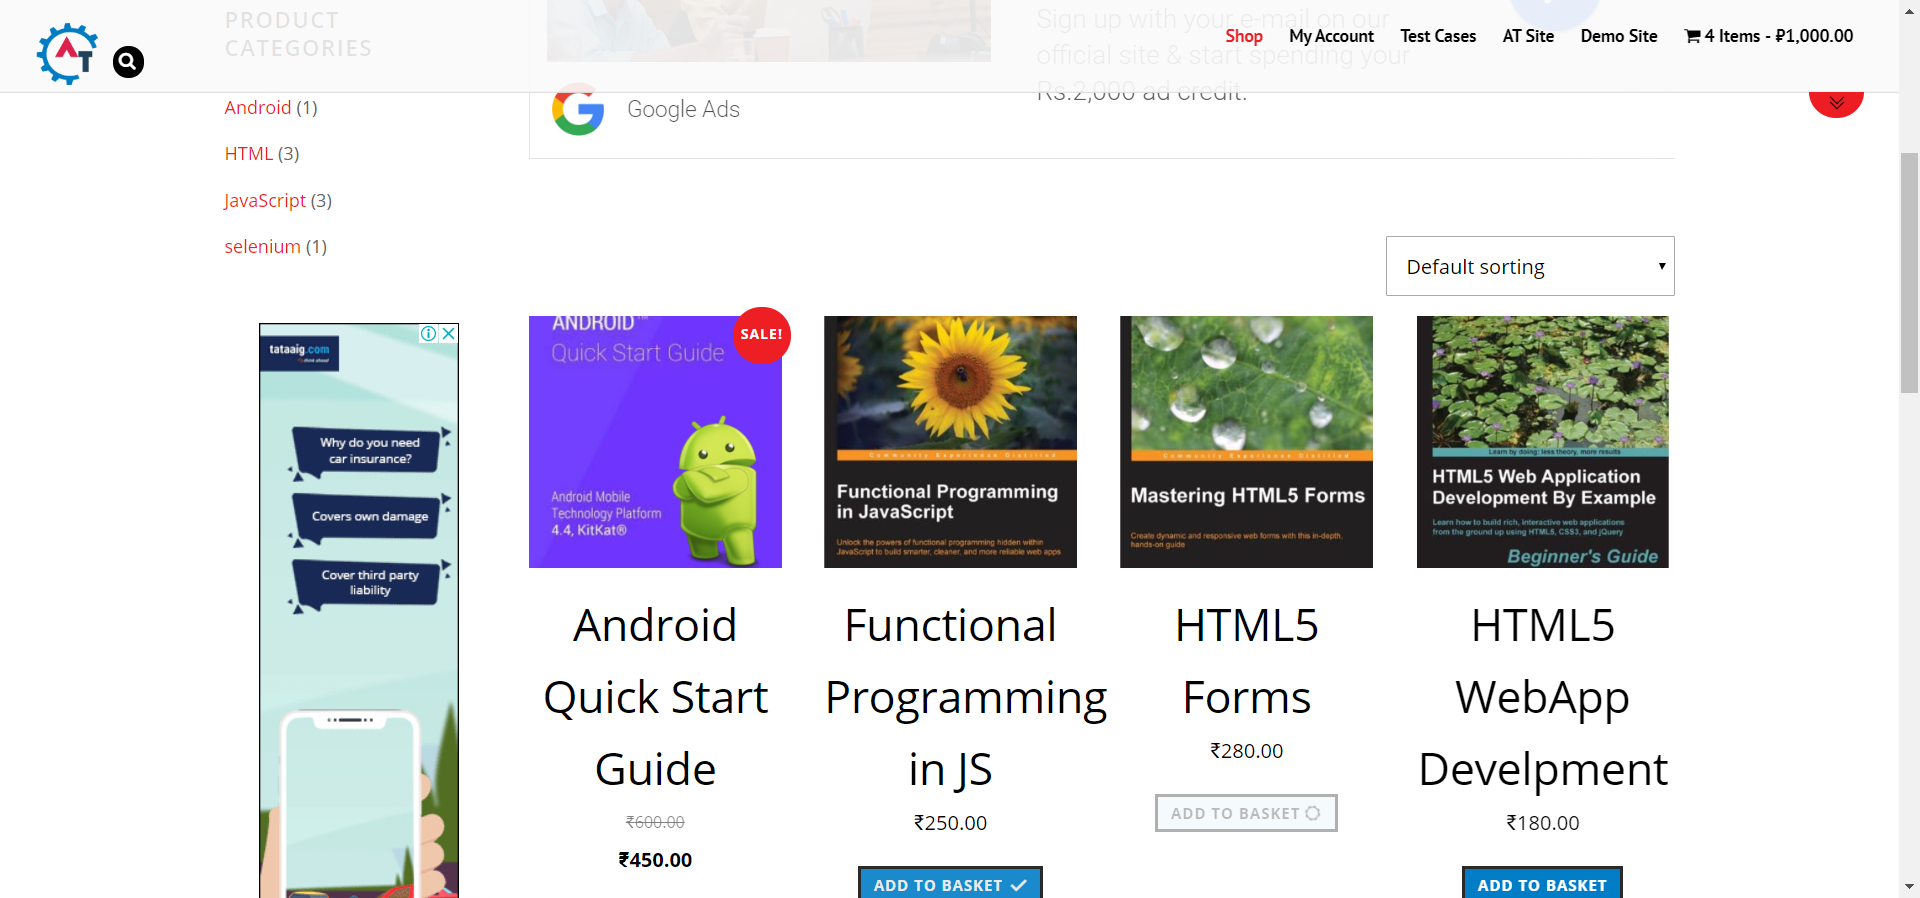 AT
Shop
My Account
Test Cases
AT Site
Demo Site
4 Items - ₽1,000.00
PRODUCT
CATEGORIES
Android (1)
HTML (3)
JavaScript (3)
selenium (1)
Sign up with your e-mail on our
official site & start spending your
Rs.2,000 ad credit.
Google Ads
Default sorting
tataaig.com
Why do you need
car insurance?
Covers own damage
Cover third party
liability
ANDROID™
Quick Start Guide
SALE!
Android Mobile
Technology Platform
4.4, KitKat®
Android
Quick Start
Guide
₹600.00
₹450.00
Community Experience Distilled
Functional Programming
in JavaScript
Unlock the powers of functional programming hidden within
JavaScript to build smarter, cleaner, and more reliable web apps
Functional
Programming
in JS
₹250.00
ADD TO BASKET
Community Experience Distilled
Mastering HTML5 Forms
Create dynamic and responsive web forms with this in-depth,
hands-on guide
HTML5
Forms
₹280.00
ADD TO BASKET
Learn by doing: less theory, more results
HTML5 Web Application
Development By Example
Learn how to build rich, interactive web applications
from the ground up using HTML5, CSS3, and jQuery
Beginner's Guide
HTML5
WebApp
Develpment
₹180.00
ADD TO BASKET